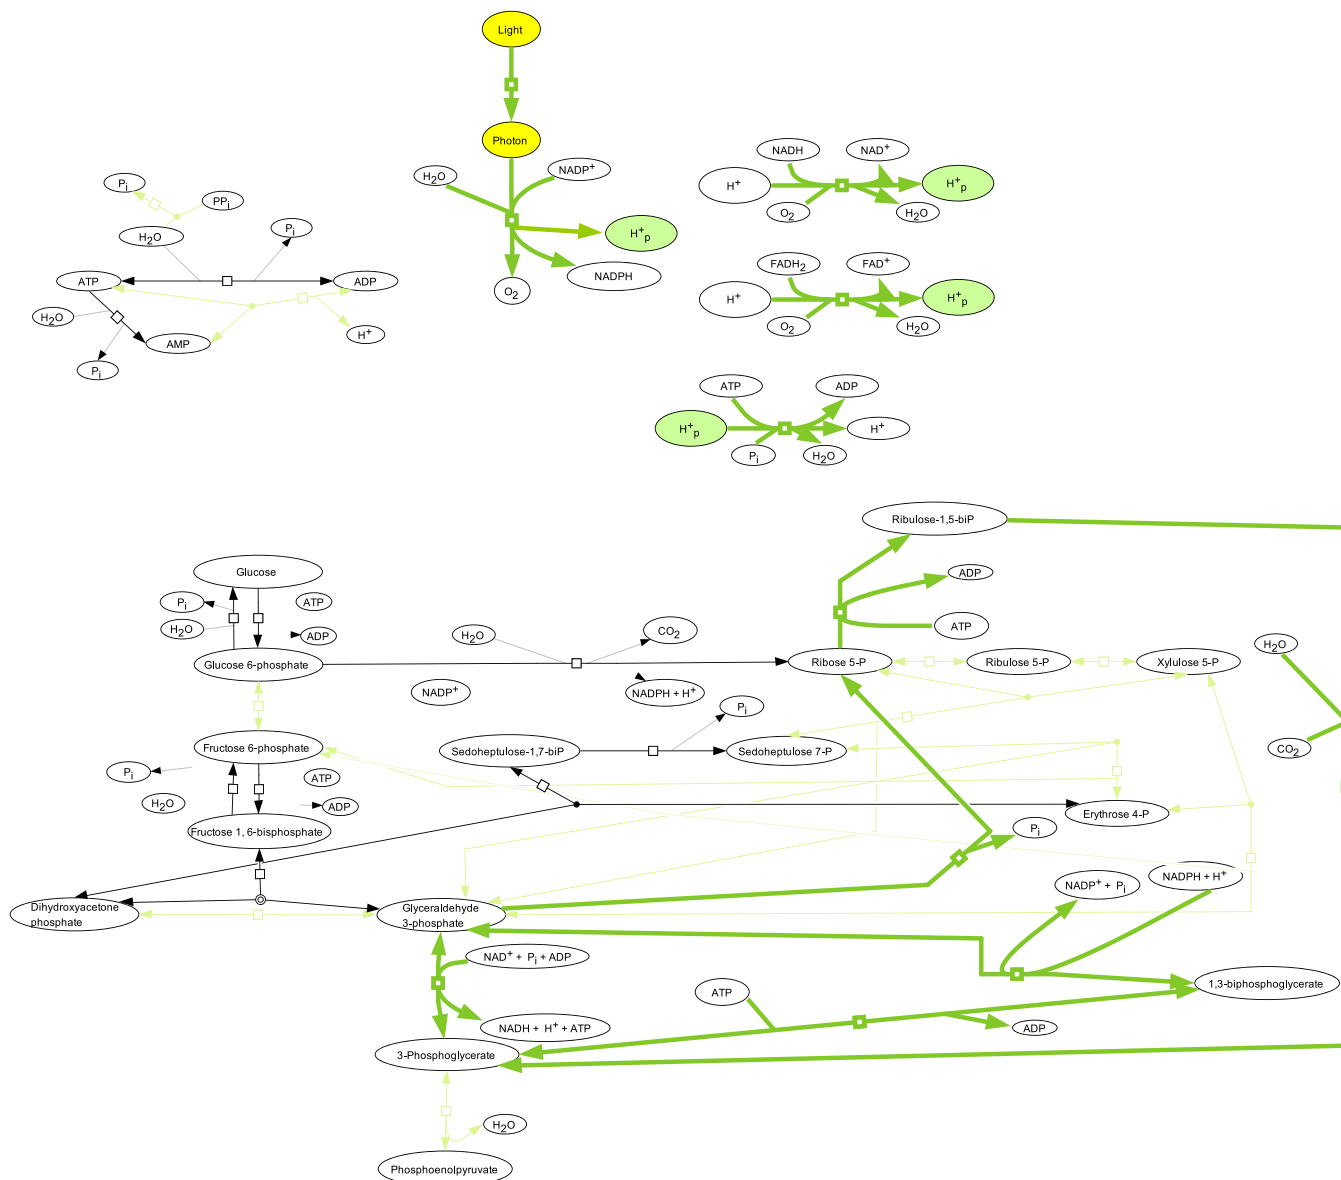 Light
Photon
H2O
NADP+
H+p
NADPH
O2
NADH
NAD+
H+
H+p
O2
H2O
FADH2
FAD+
H+
H+p
O2
H2O
ATP
ADP
H+p
H+
Pi
H2O
Pi
PPi
H2O
Pi
ATP
ADP
H2O
AMP
H+
Pi
Ribulose-1,5-biP
ADP
ATP
Glucose
Pi
ATP
H2O
ADP
Glucose 6-phosphate
H2O
CO2
NADP+
NADPH + H+
Ribose 5-P
Ribulose 5-P
Xylulose 5-P
H2O
CO2
Pi
Fructose 6-phosphate
Sedoheptulose-1,7-biP
Sedoheptulose 7-P
Pi
ATP
H2O
ADP
Fructose 1, 6-bisphosphate
Erythrose 4-P
Pi
NADP+ + Pi
NADPH + H+
Dihydroxyacetone
phosphate
Glyceraldehyde
3-phosphate
NAD+ + Pi + ADP
NADH + H+ + ATP
ATP
ADP
1,3-biphosphoglycerate
3-Phosphoglycerate
H2O
Phosphoenolpyruvate